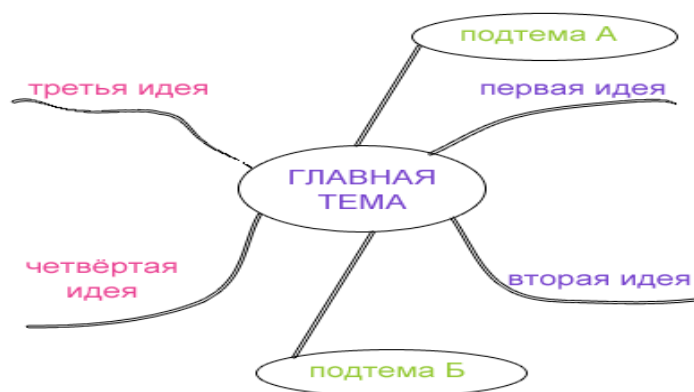 подтема А
третья идея
первая идея
ГЛАВНАЯ
ТЕМА
четвёртая
идея
вторая идея
подтема Б